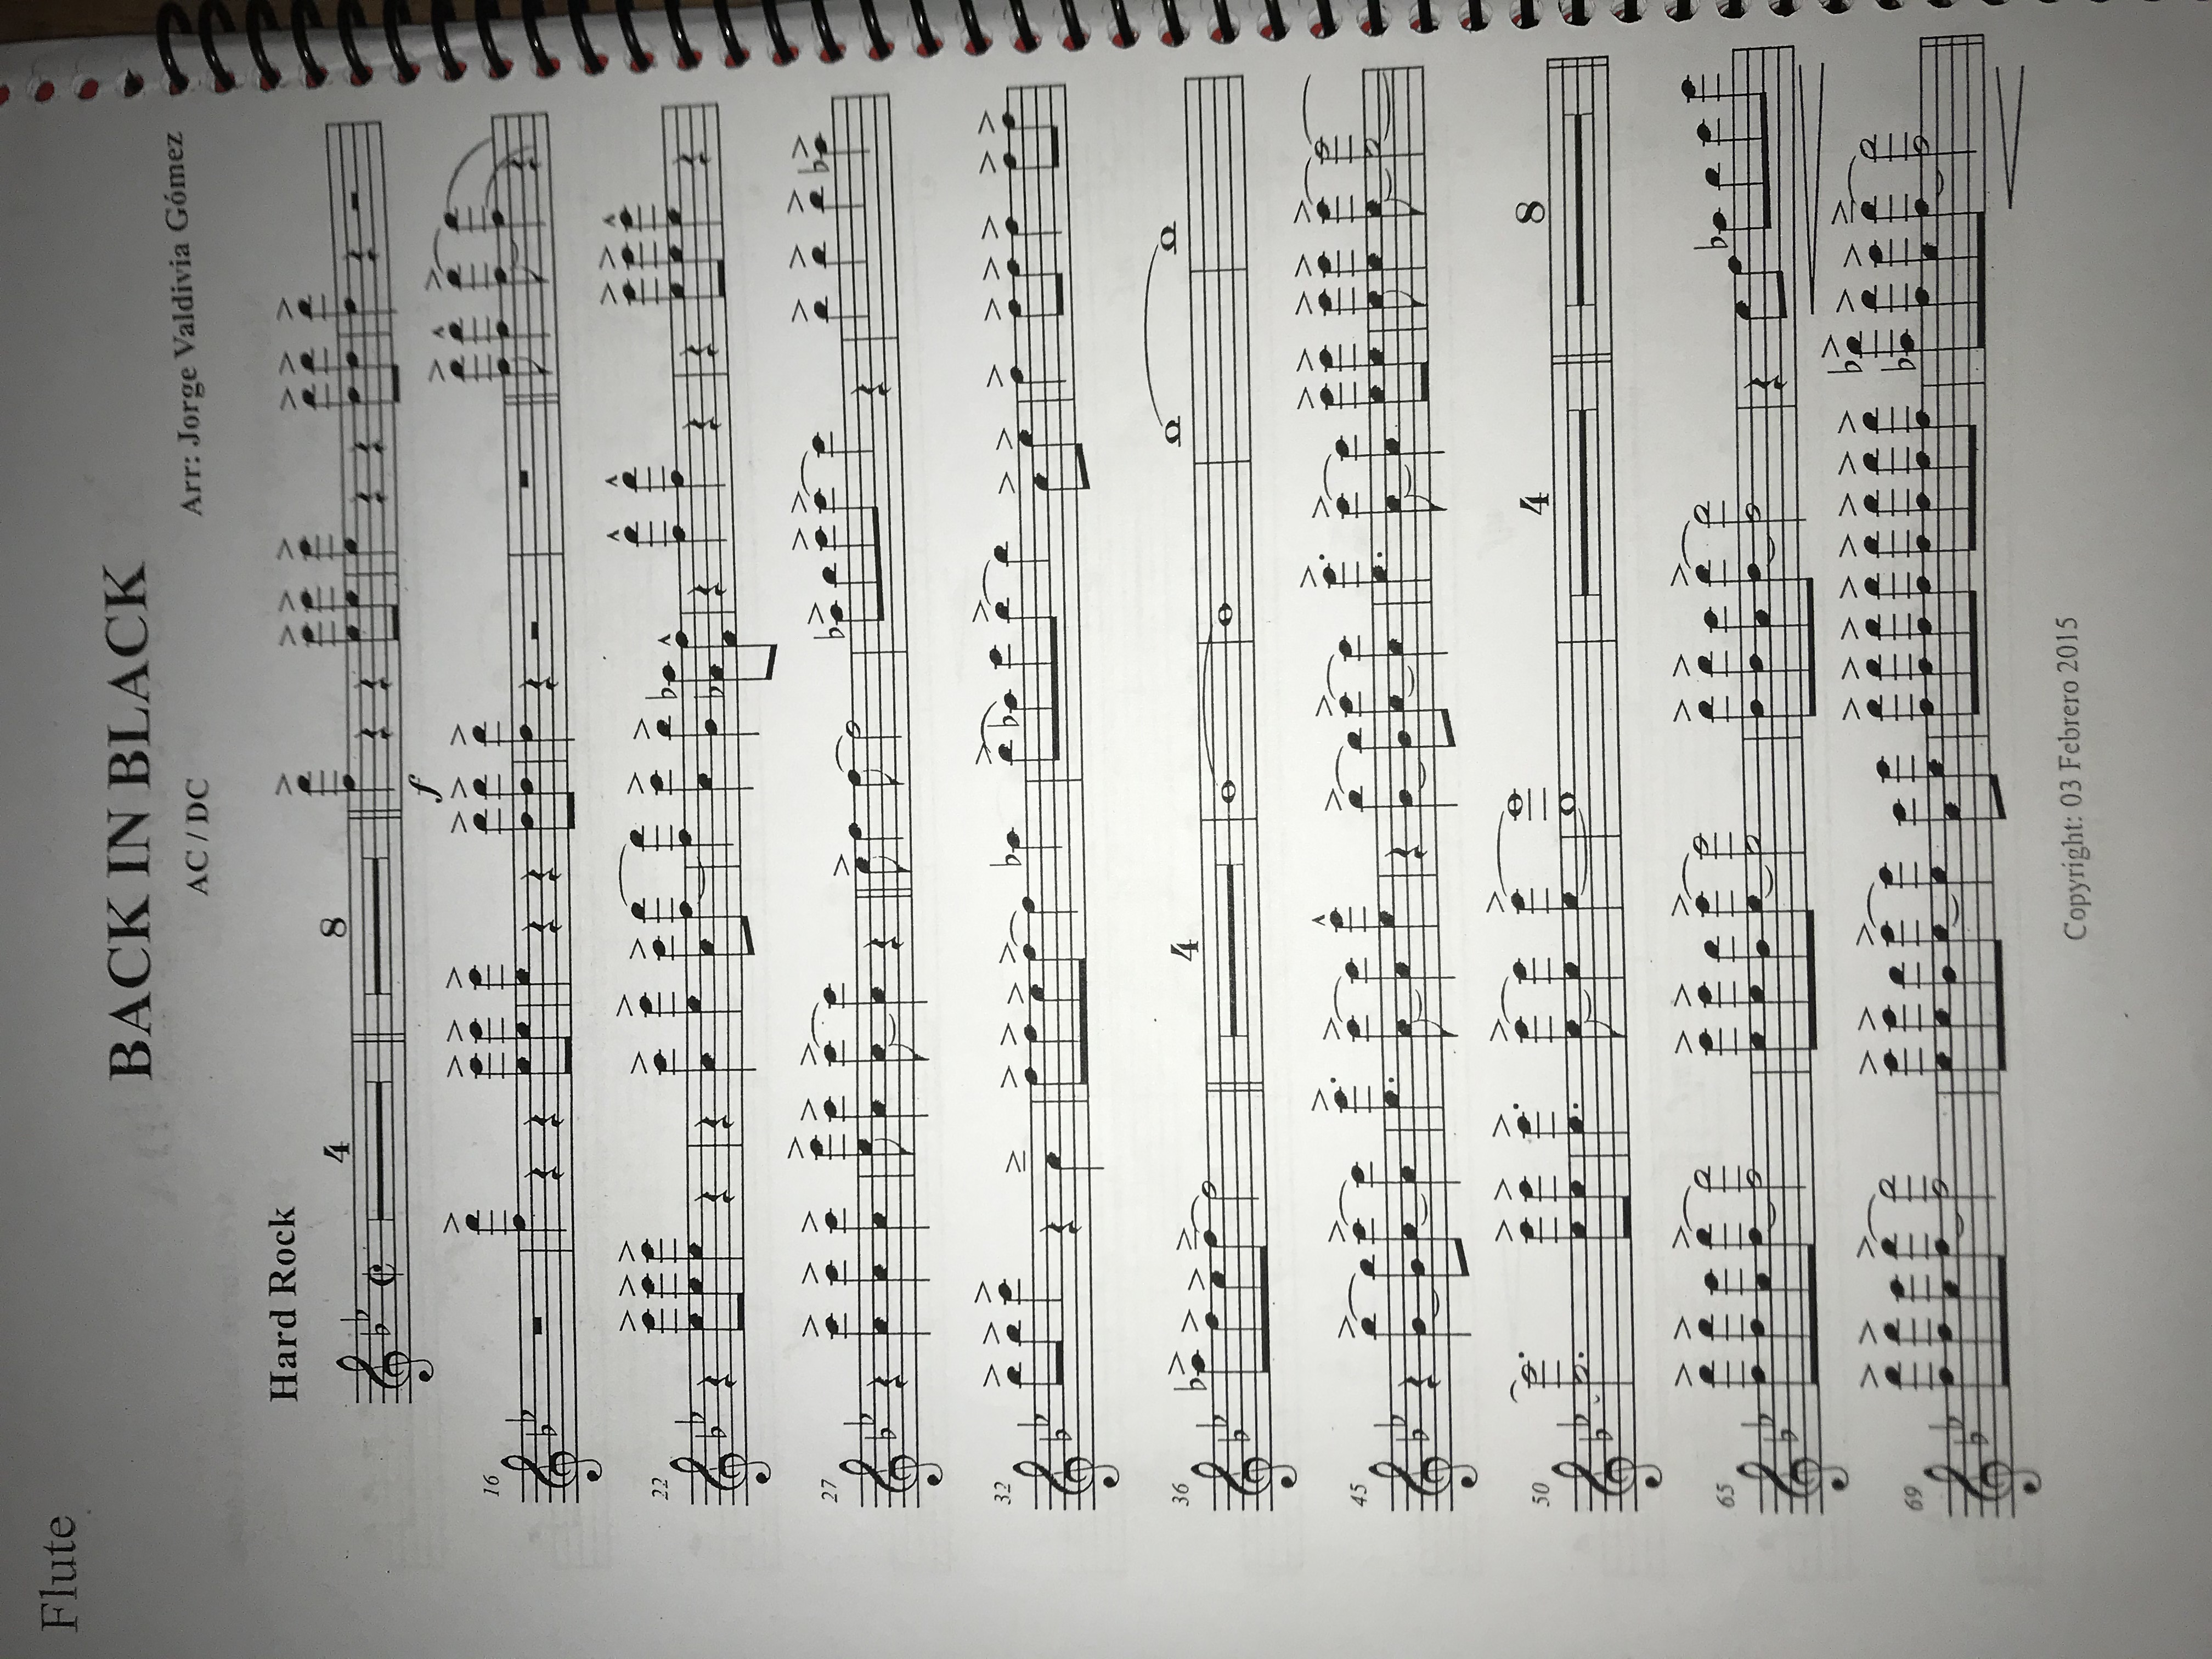 Flute
BACK IN BLACK
AC / DC
Arr: Jorge Valdivia Gómez
Hard Rock
4 8
f
16
22
27
32
36
4
45
50
4 8
65
69
Copyright: 03 Febrero 2015